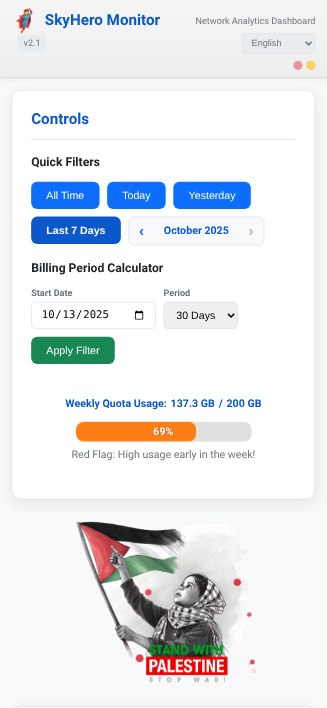 SkyHero Monitor
Network Analytics Dashboard
v2.1
English
Controls
Quick Filters
All Time
Today
Yesterday
Last 7 Days
‹ October 2025 ›
Billing Period Calculator
Start Date
Period
10/13/2025
30 Days
Apply Filter
Weekly Quota Usage: 137.3 GB / 200 GB
69%
Red Flag: High usage early in the week!
STAND WITH
PALESTINE
STOP WAR!